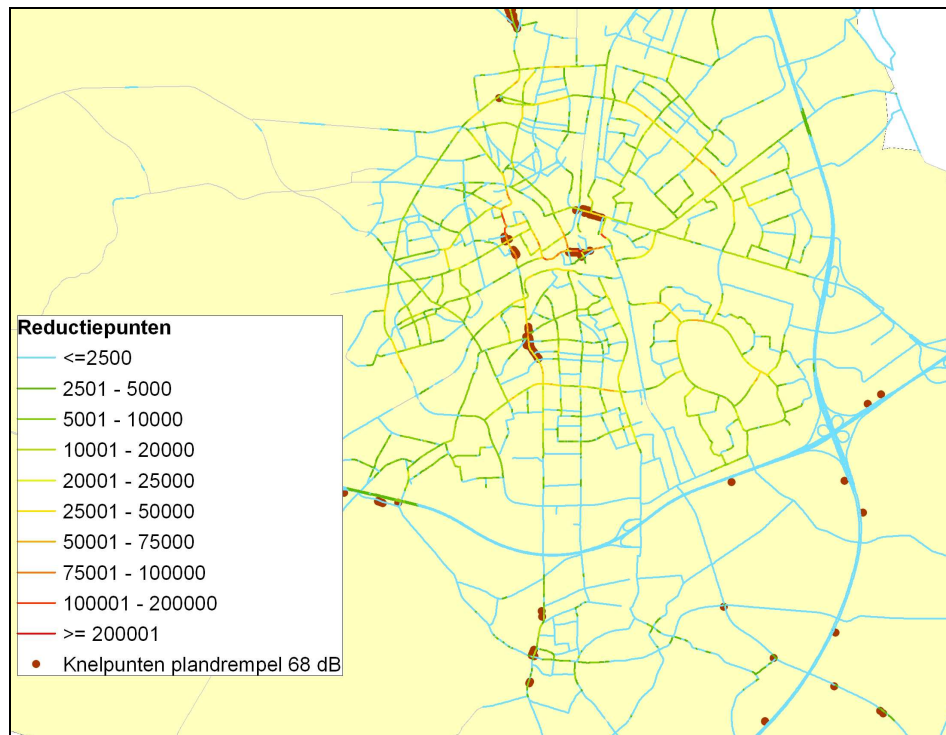 Reductiepunten
<=2500
2501 - 5000
5001 - 10000
10001 - 20000
20001 - 25000
25001 - 50000
50001 - 75000
75001 - 100000
100001 - 200000
>= 200001
Knelpunten plandrempel 68 dB